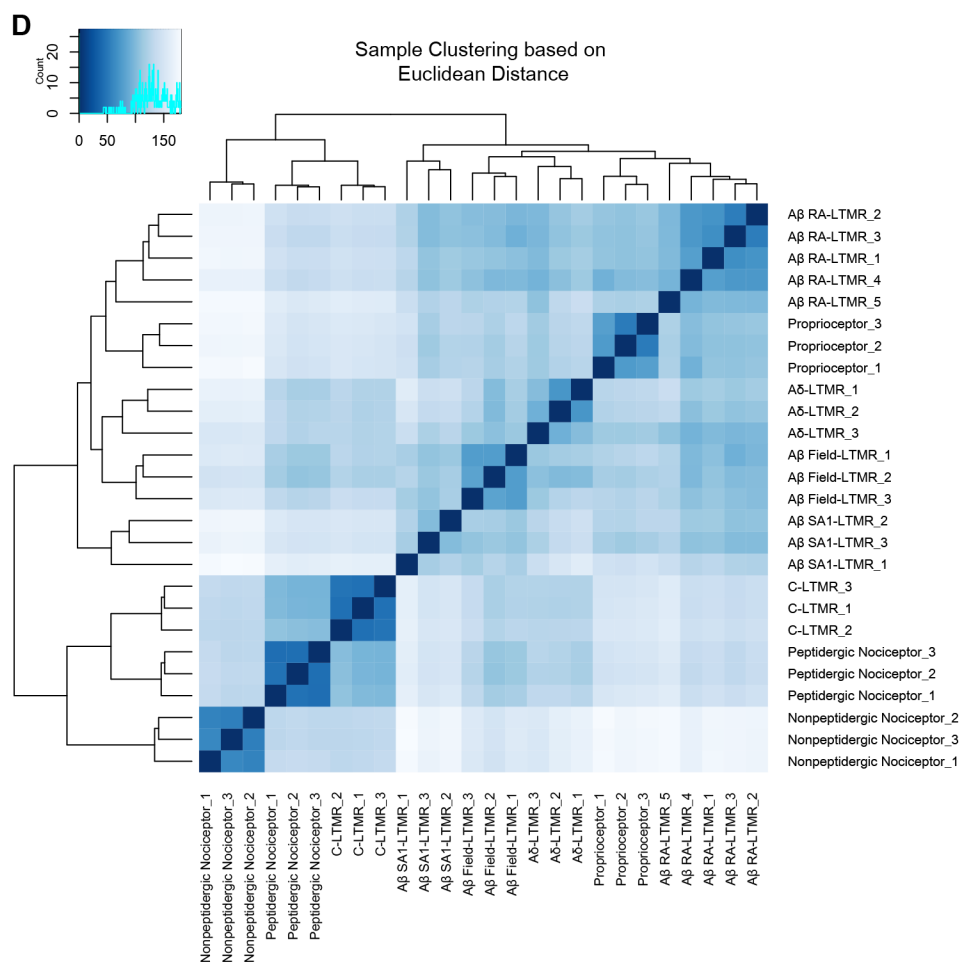 D
Count
0
10
20
0
50
150
Sample Clustering based on
Euclidean Distance
Aβ RA-LTMR_2
Aβ RA-LTMR_3
Aβ RA-LTMR_1
Aβ RA-LTMR_4
Aβ RA-LTMR_5
Proprioceptor_3
Proprioceptor_2
Proprioceptor_1
Aδ-LTMR_1
Aδ-LTMR_2
Aδ-LTMR_3
Aβ Field-LTMR_1
Aβ Field-LTMR_2
Aβ Field-LTMR_3
Aβ SA1-LTMR_2
Aβ SA1-LTMR_3
Aβ SA1-LTMR_1
C-LTMR_3
C-LTMR_1
C-LTMR_2
Peptidergic Nociceptor_3
Peptidergic Nociceptor_2
Peptidergic Nociceptor_1
Nonpeptidergic Nociceptor_2
Nonpeptidergic Nociceptor_3
Nonpeptidergic Nociceptor_1
Nonpeptidergic Nociceptor_1
Nonpeptidergic Nociceptor_3
Nonpeptidergic Nociceptor_2
Peptidergic Nociceptor_1
Peptidergic Nociceptor_2
Peptidergic Nociceptor_3
C-LTMR_2
C-LTMR_1
C-LTMR_3
Aβ SA1-LTMR_1
Aβ SA1-LTMR_3
Aβ SA1-LTMR_2
Aβ Field-LTMR_3
Aβ Field-LTMR_2
Aβ Field-LTMR_1
Aδ-LTMR_3
Aδ-LTMR_2
Aδ-LTMR_1
Proprioceptor_1
Proprioceptor_2
Proprioceptor_3
Aβ RA-LTMR_5
Aβ RA-LTMR_4
Aβ RA-LTMR_1
Aβ RA-LTMR_3
Aβ RA-LTMR_2